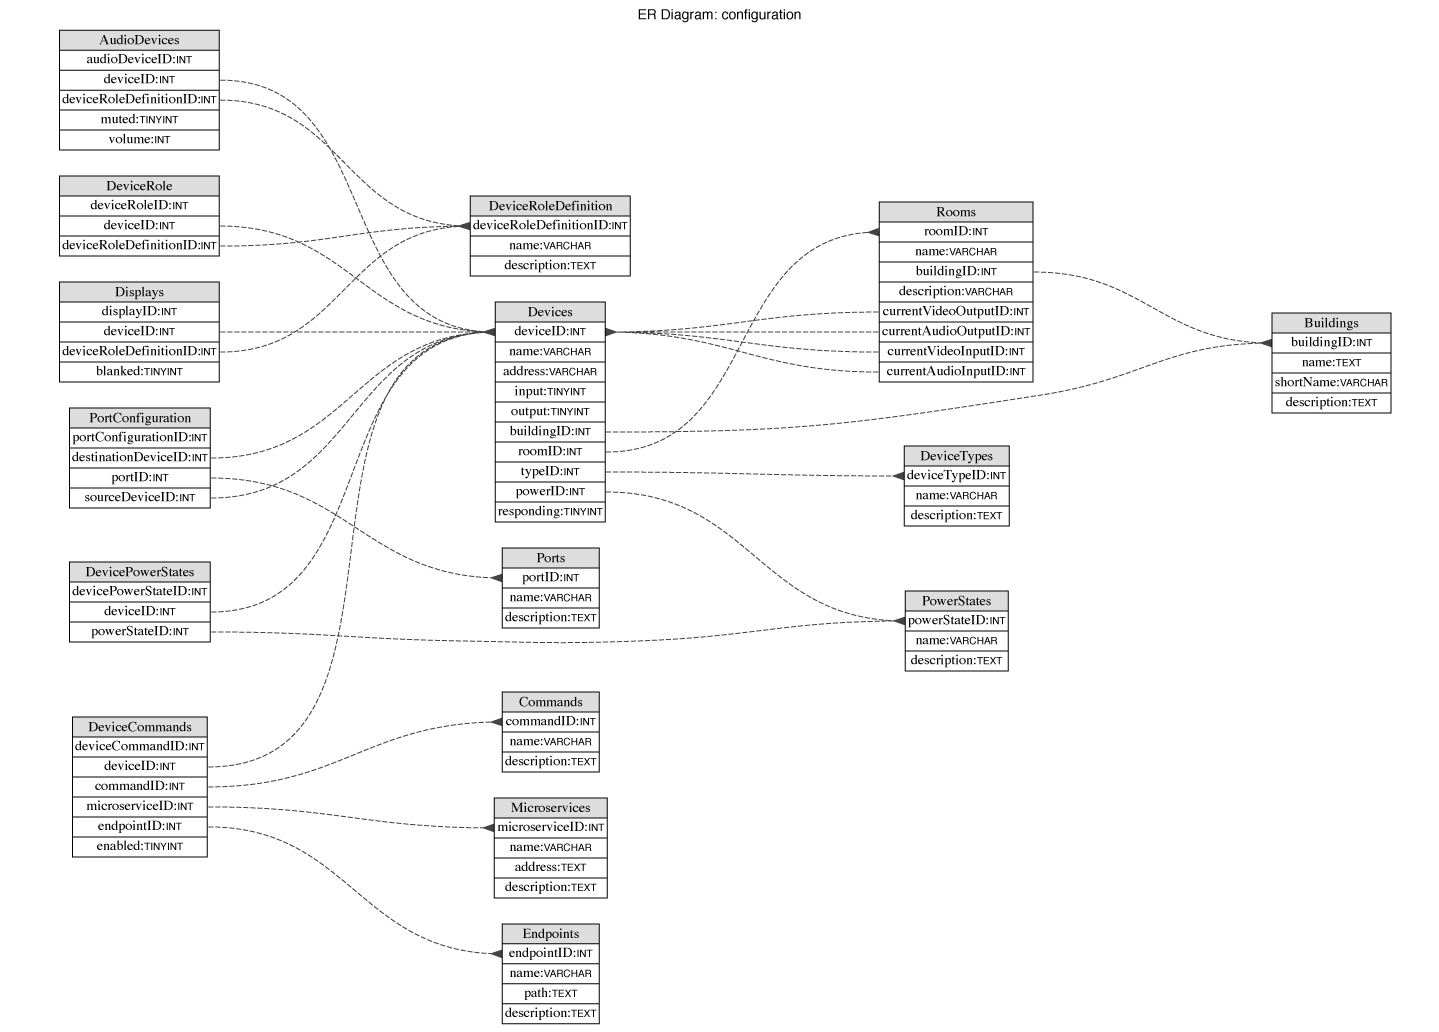 ER Diagram: configuration
AudioDevices
audioDeviceID:INT
deviceID:INT
deviceRoleDefinitionID:INT
muted:TINYINT
volume:INT
DeviceRole
deviceRoleID:INT
deviceID:INT
deviceRoleDefinitionID:INT
Displays
displayID:INT
deviceID:INT
deviceRoleDefinitionID:INT
blanked:TINYINT
PortConfiguration
portConfigurationID:INT
destinationDeviceID:INT
portID:INT
sourceDeviceID:INT
DevicePowerStates
devicePowerStateID:INT
deviceID:INT
powerStateID:INT
DeviceCommands
deviceCommandID:INT
deviceID:INT
commandID:INT
microserviceID:INT
endpointID:INT
enabled:TINYINT
DeviceRoleDefinition
deviceRoleDefinitionID:INT
name:VARCHAR
description:TEXT
Devices
deviceID:INT
name:VARCHAR
address:VARCHAR
input:TINYINT
output:TINYINT
buildingID:INT
roomID:INT
typeID:INT
powerID:INT
responding:TINYINT
Ports
portID:INT
name:VARCHAR
description:TEXT
Commands
commandID:INT
name:VARCHAR
description:TEXT
Microservices
microserviceID:INT
name:VARCHAR
address:TEXT
description:TEXT
Endpoints
endpointID:INT
name:VARCHAR
path:TEXT
description:TEXT
Rooms
roomID:INT
name:VARCHAR
buildingID:INT
description:VARCHAR
currentVideoOutputID:INT
currentAudioOutputID:INT
currentVideoInputID:INT
currentAudioInputID:INT
DeviceTypes
deviceTypeID:INT
name:VARCHAR
description:TEXT
PowerStates
powerStateID:INT
name:VARCHAR
description:TEXT
Buildings
buildingID:INT
name:TEXT
shortName:VARCHAR
description:TEXT